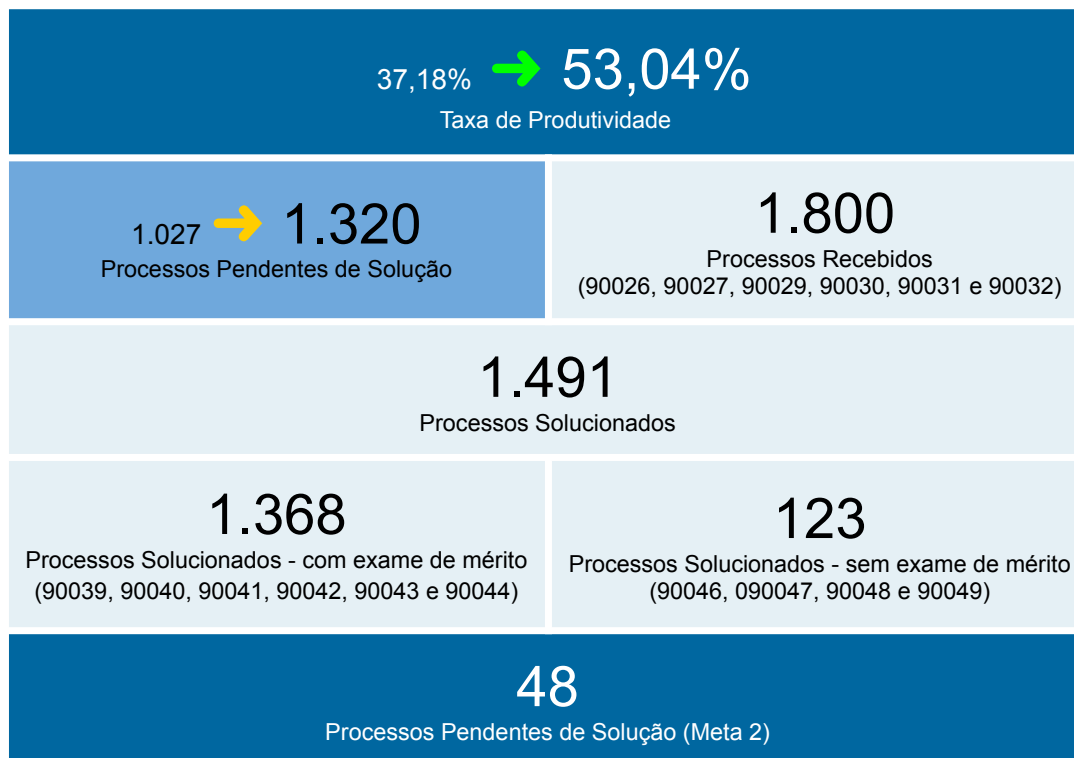 37,18% ➜ 53,04%
Taxa de Produtividade
1.027 ➜ 1.320
Processos Pendentes de Solução
1.800
Processos Recebidos
(90026, 90027, 90029, 90030, 90031 e 90032)
1.491
Processos Solucionados
1.368
Processos Solucionados - com exame de mérito
(90039, 90040, 90041, 90042, 90043 e 90044)
123
Processos Solucionados - sem exame de mérito
(90046, 090047, 90048 e 90049)
48
Processos Pendentes de Solução (Meta 2)